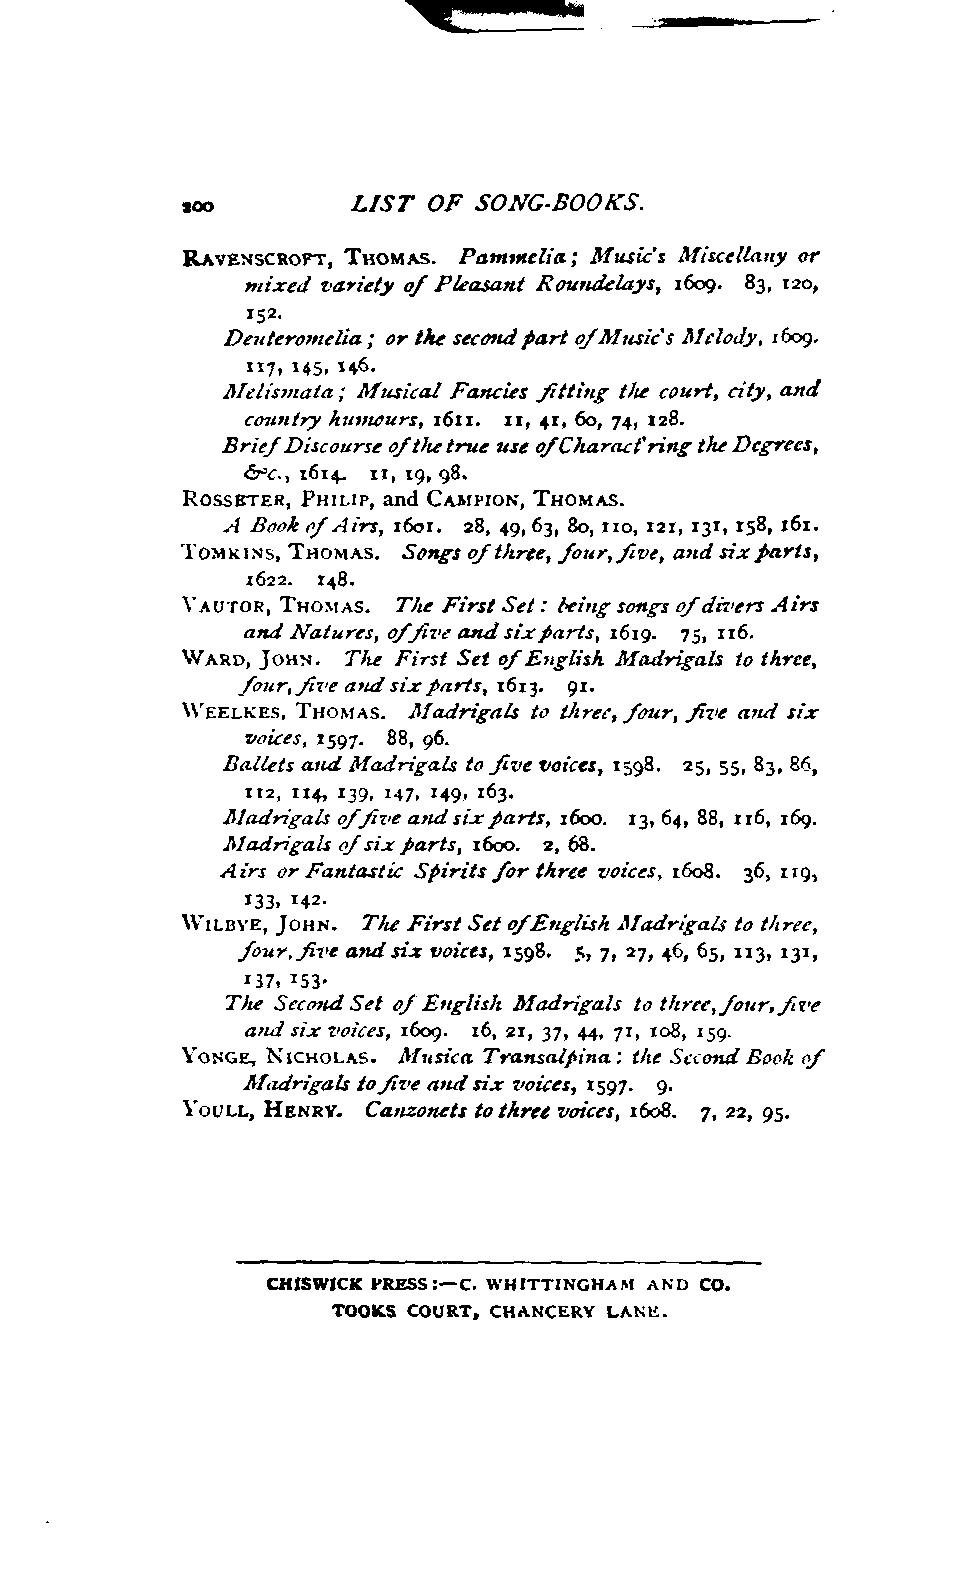 200 LIST OF SONG-BOOKS.
RAVENSCROFT, THOMAS. Pammelia; Music's Miscellany or
mixed variety of Pleasant Roundelays, 1609. 83, 120,
152.
Deuteromelia; or the second part of Music's Melody, 1609.
117, 145, 146.
Melismata; Musical Fancies fitting the court, city, and
country humours, 1611. 11, 41, 60, 74, 128.
Brief Discourse of the true use of Charact'ring the Degrees,
&c., 1614. 11, 19, 98.
ROSSETER, PHILIP, and CAMPION, THOMAS.
A Book of Airs, 1601. 28, 49, 63, 80, 110, 121, 131, 158, 161.
TOMKINS, THOMAS. Songs of three, four, five, and six parts,
1622. 148.
VAUTOR, THOMAS. The First Set: being songs of divers Airs
and Natures, of five and six parts, 1619. 75, 116.
WARD, JOHN. The First Set of English Madrigals to three,
four, five and six parts, 1613. 91.
WEELKES, THOMAS. Madrigals to three, four, five and six
voices, 1597. 88, 96.
Ballets and Madrigals to five voices, 1598. 25, 55, 83, 86,
112, 114, 139, 147, 149, 163.
Madrigals of five and six parts, 1600. 13, 64, 88, 116, 169.
Madrigals of six parts, 1600. 2, 68.
Airs or Fantastic Spirits for three voices, 1608. 36, 119,
133, 142.
WILBYE, JOHN. The First Set of English Madrigals to three,
four, five and six voices, 1598. 5, 7, 27, 46, 65, 113, 131,
137, 153.
The Second Set of English Madrigals to three, four, five
and six voices, 1609. 16, 21, 37, 44, 71, 108, 159.
YONGE, NICHOLAS. Musica Transalpina: the Second Book of
Madrigals to five and six voices, 1597. 9.
YOULL, HENRY. Canzonets to three voices, 1608. 7, 22, 95.
CHISWICK PRESS:—C. WHITTINGHAM AND CO.
TOOKS COURT, CHANCERY LANE.